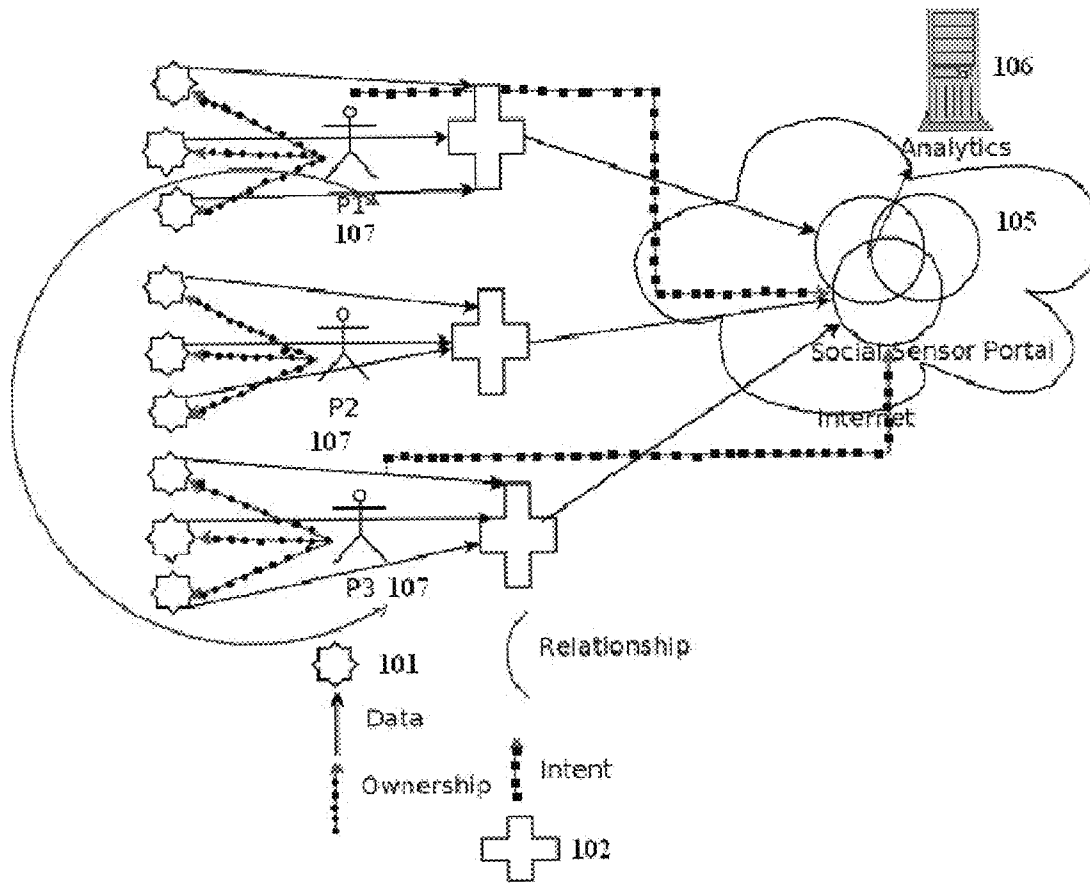 106
Analytics
105
P1
107
Social Sensor Portal
P2
Internet
107
P3 107
101
Relationship
Data
Ownership
Intent
102